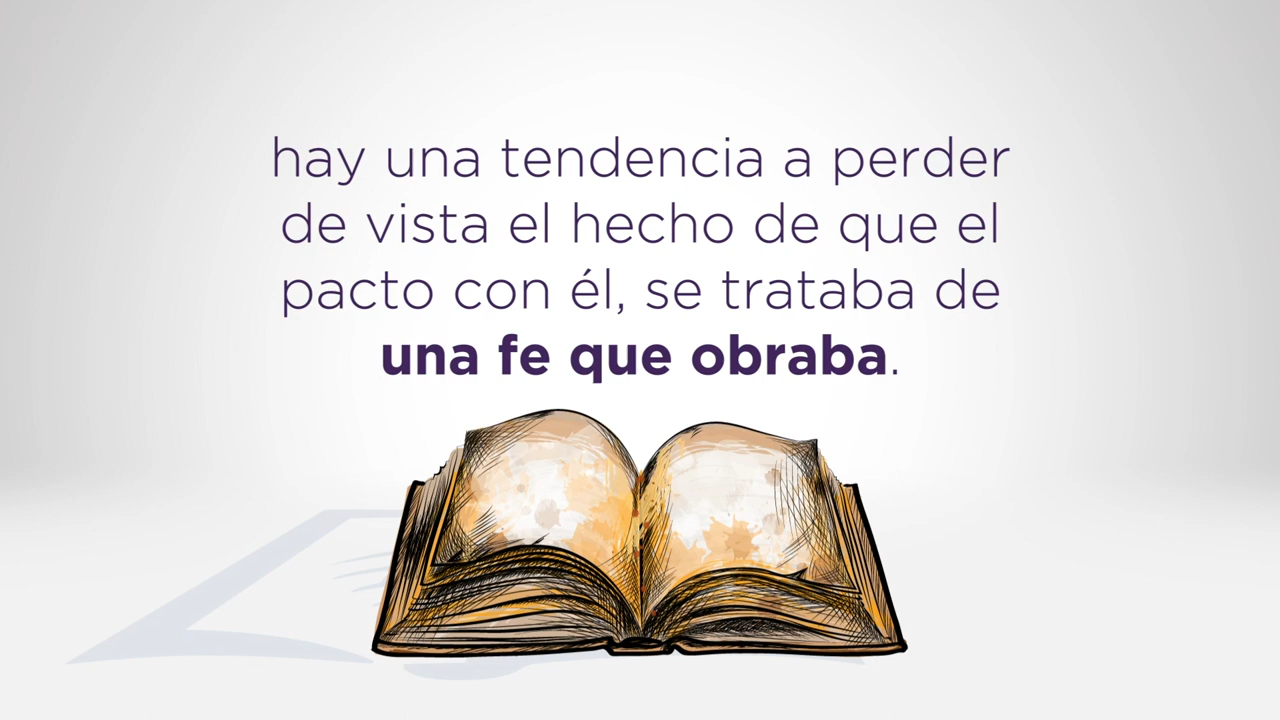 hay una tendencia a perder
de vista el hecho de que el
pacto con él, se trataba de
una fe que obraba.